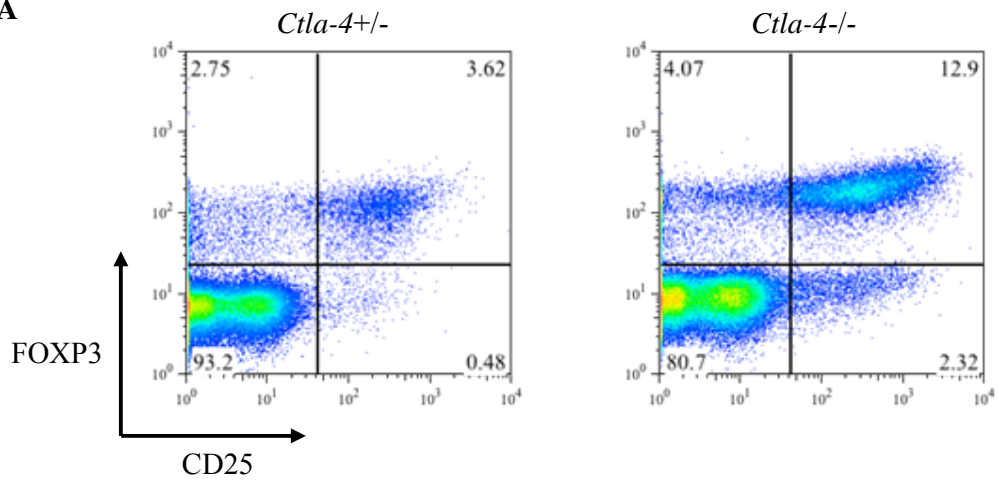 A
Ctla-4+/-
Ctla-4-/-
10⁴
2.75
3.62
10³
10²
10¹
93.2
0.48
10⁰
10⁰ 10¹ 10² 10³ 10⁴
10⁴
4.07
12.9
10³
10²
10¹
80.7
2.32
10⁰
10⁰ 10¹ 10² 10³ 10⁴
FOXP3
CD25